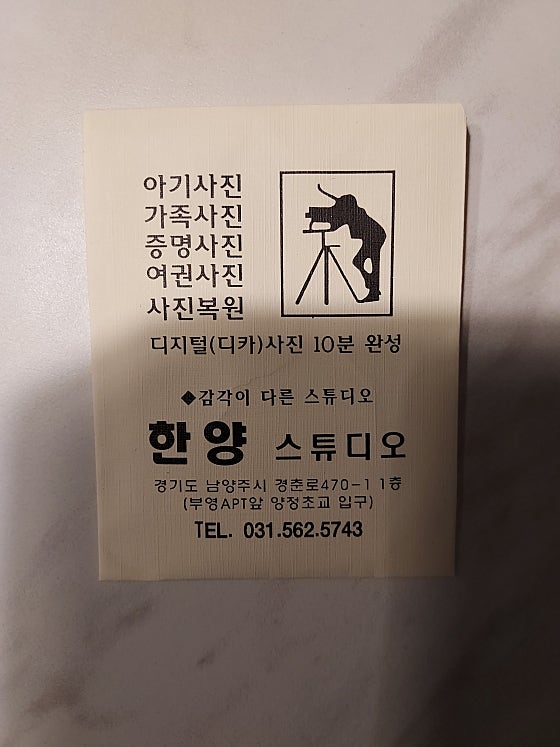 아기사진
가족사진
증명사진
여권사진
사진복원
디지털(디카)사진 10분 완성
◆감각이 다른 스튜디오
한양 스튜디오
경기도 남양주시 경춘로470-1 1층
(부영APT앞 양정초교 입구)
TEL. 031.562.5743